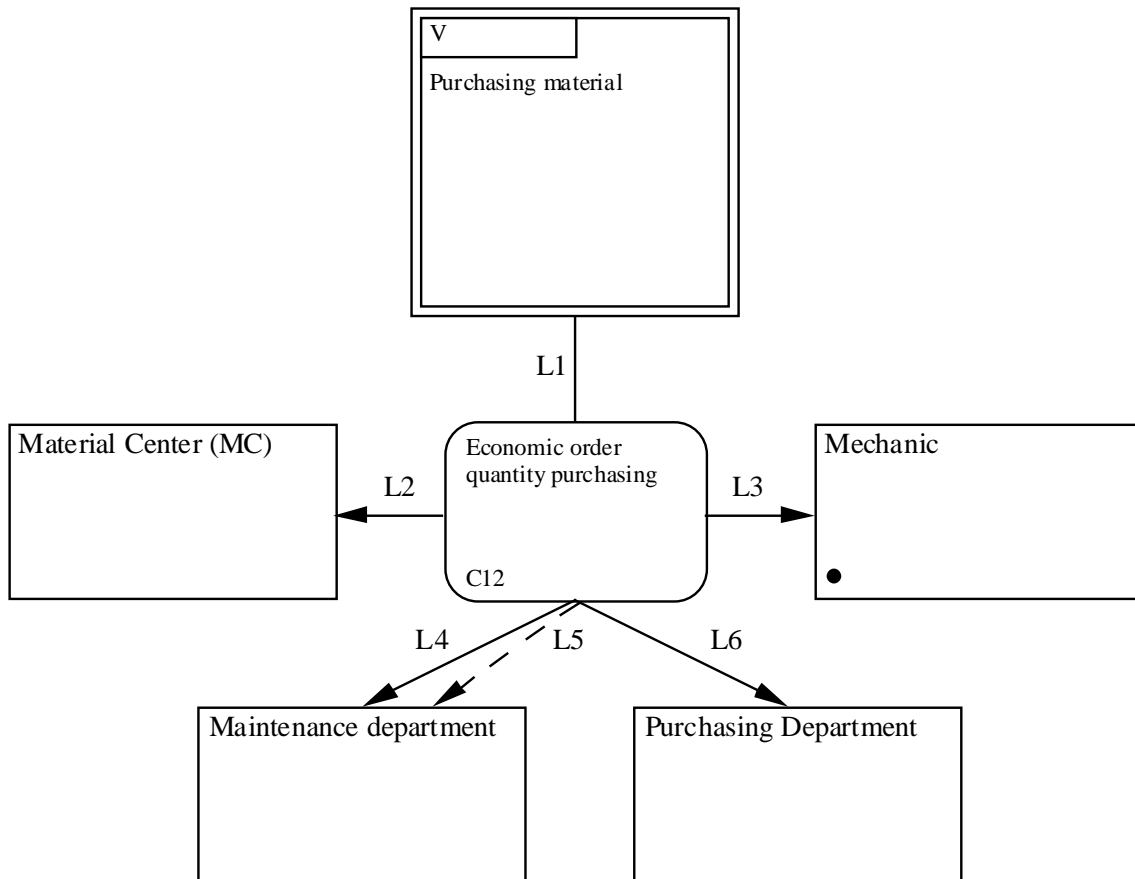 V
Purchasing material
L1
Material Center (MC)
Economic order
quantity purchasing
Mechanic
L2
L3
C12
L4
L5
L6
Maintenance department
Purchasing Department